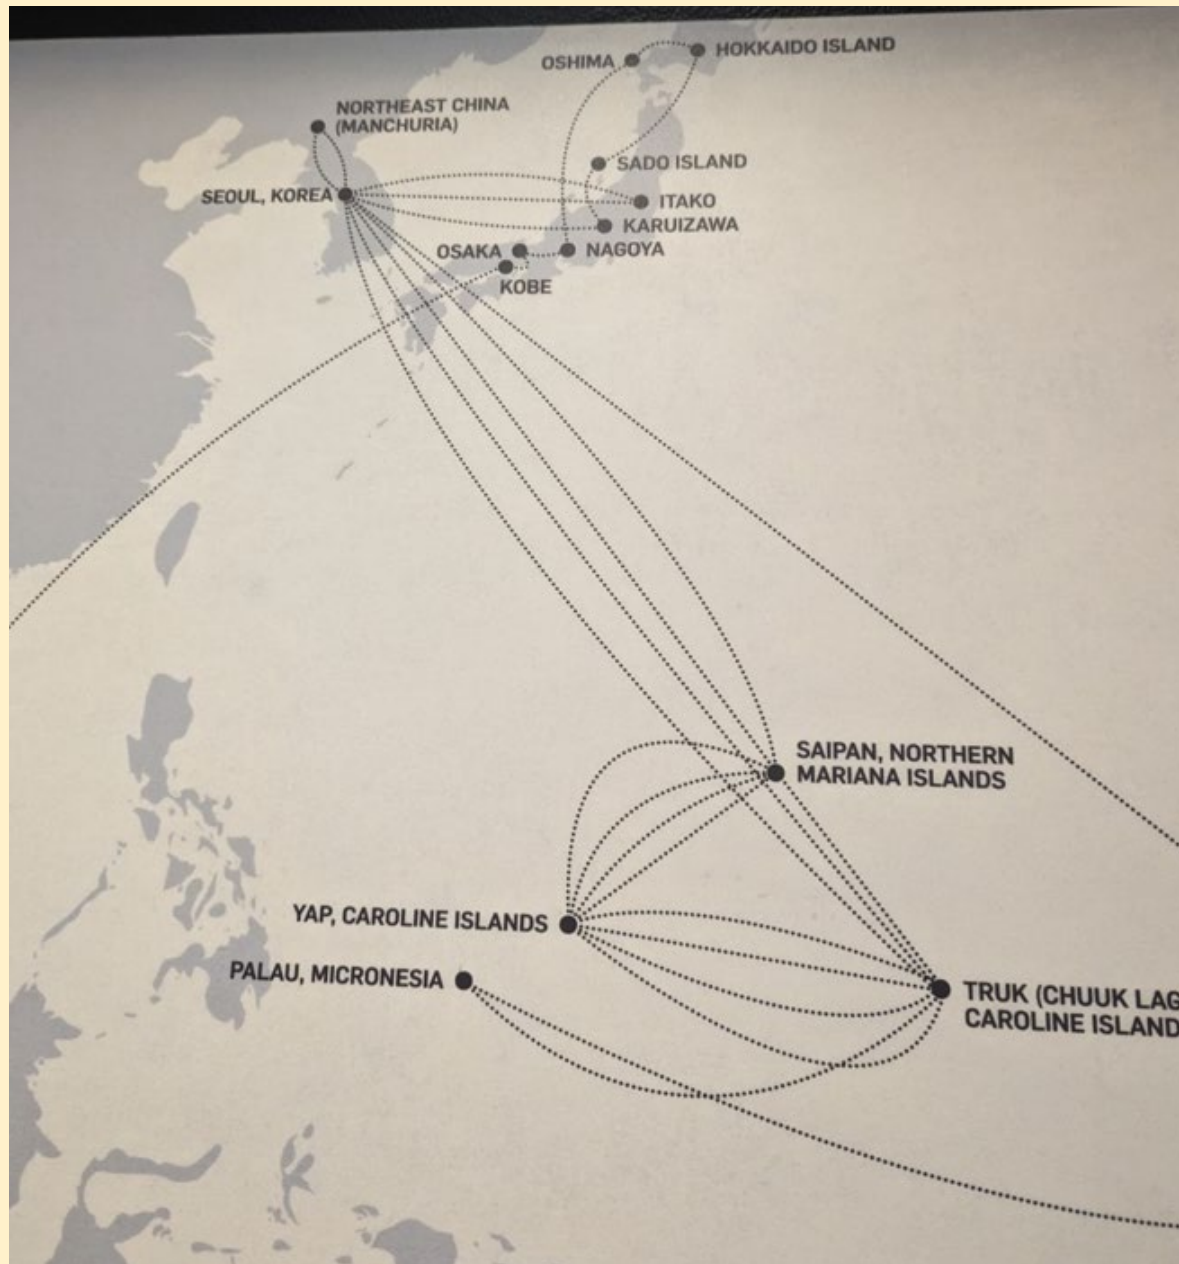 OSHIMA
HOKKAIDO ISLAND
NORTHEAST CHINA
(MANCHURIA)
SADO ISLAND
SEOUL, KOREA
ITAKO
KARUIZAWA
OSAKA
NAGOYA
KOBE
SAIPAN, NORTHERN
MARIANA ISLANDS
YAP, CAROLINE ISLANDS
PALAU, MICRONESIA
TRUK (CHUUK LAG
CAROLINE ISLAND